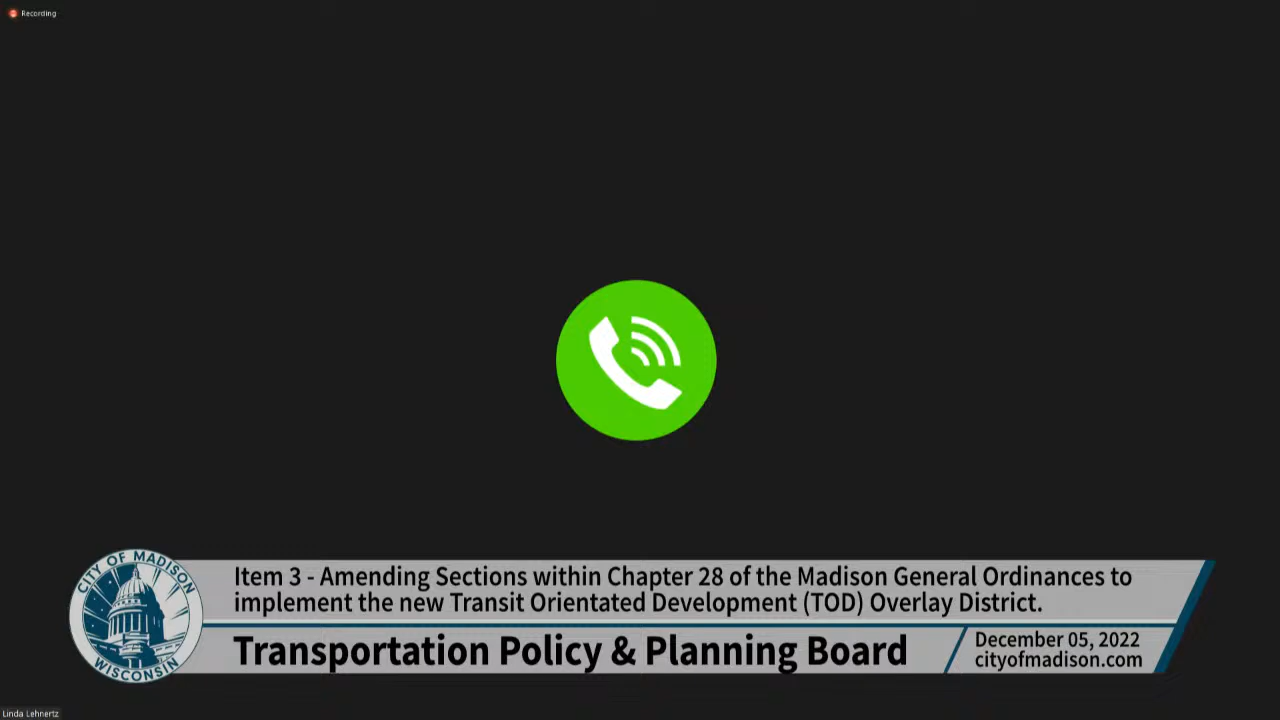 Recording
Item 3 - Amending Sections within Chapter 28 of the Madison General Ordinances to
implement the new Transit Orientated Development (TOD) Overlay District.
Transportation Policy & Planning Board
December 05, 2022
cityofmadison.com
CITY OF MADISON
WISCONSIN
Linda Lehnertz